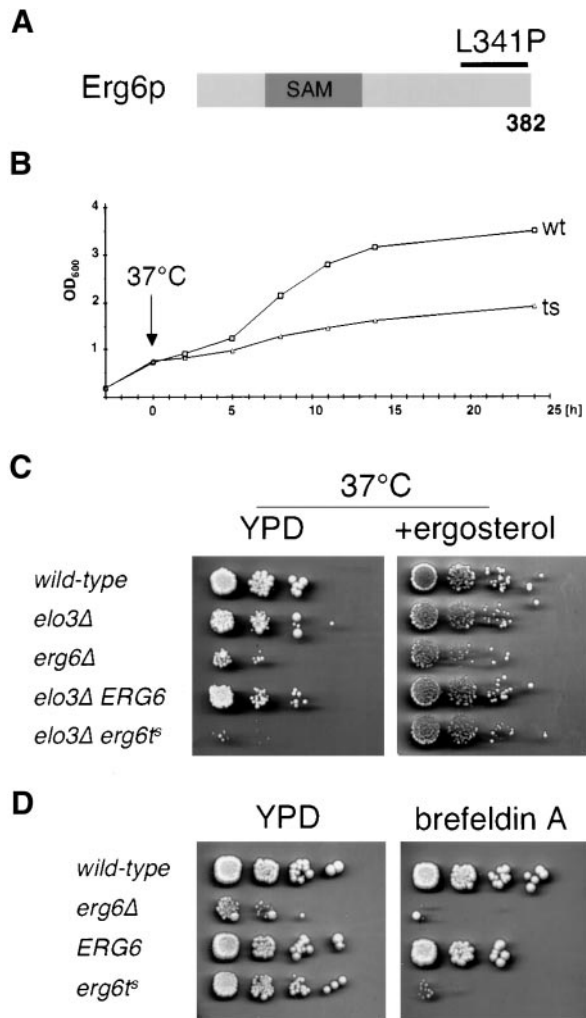 A
L341P
Erg6p
SAM
382
B
4
3
2
1
OD600
37°C
wt
ts
0
5
10
15
20
25 [h]
C
37°C
YPD
+ergosterol
wild-type
elo3Δ
erg6Δ
elo3Δ ERG6
elo3Δ erg6tˢ
D
YPD
brefeldin A
wild-type
erg6Δ
ERG6
erg6tˢ